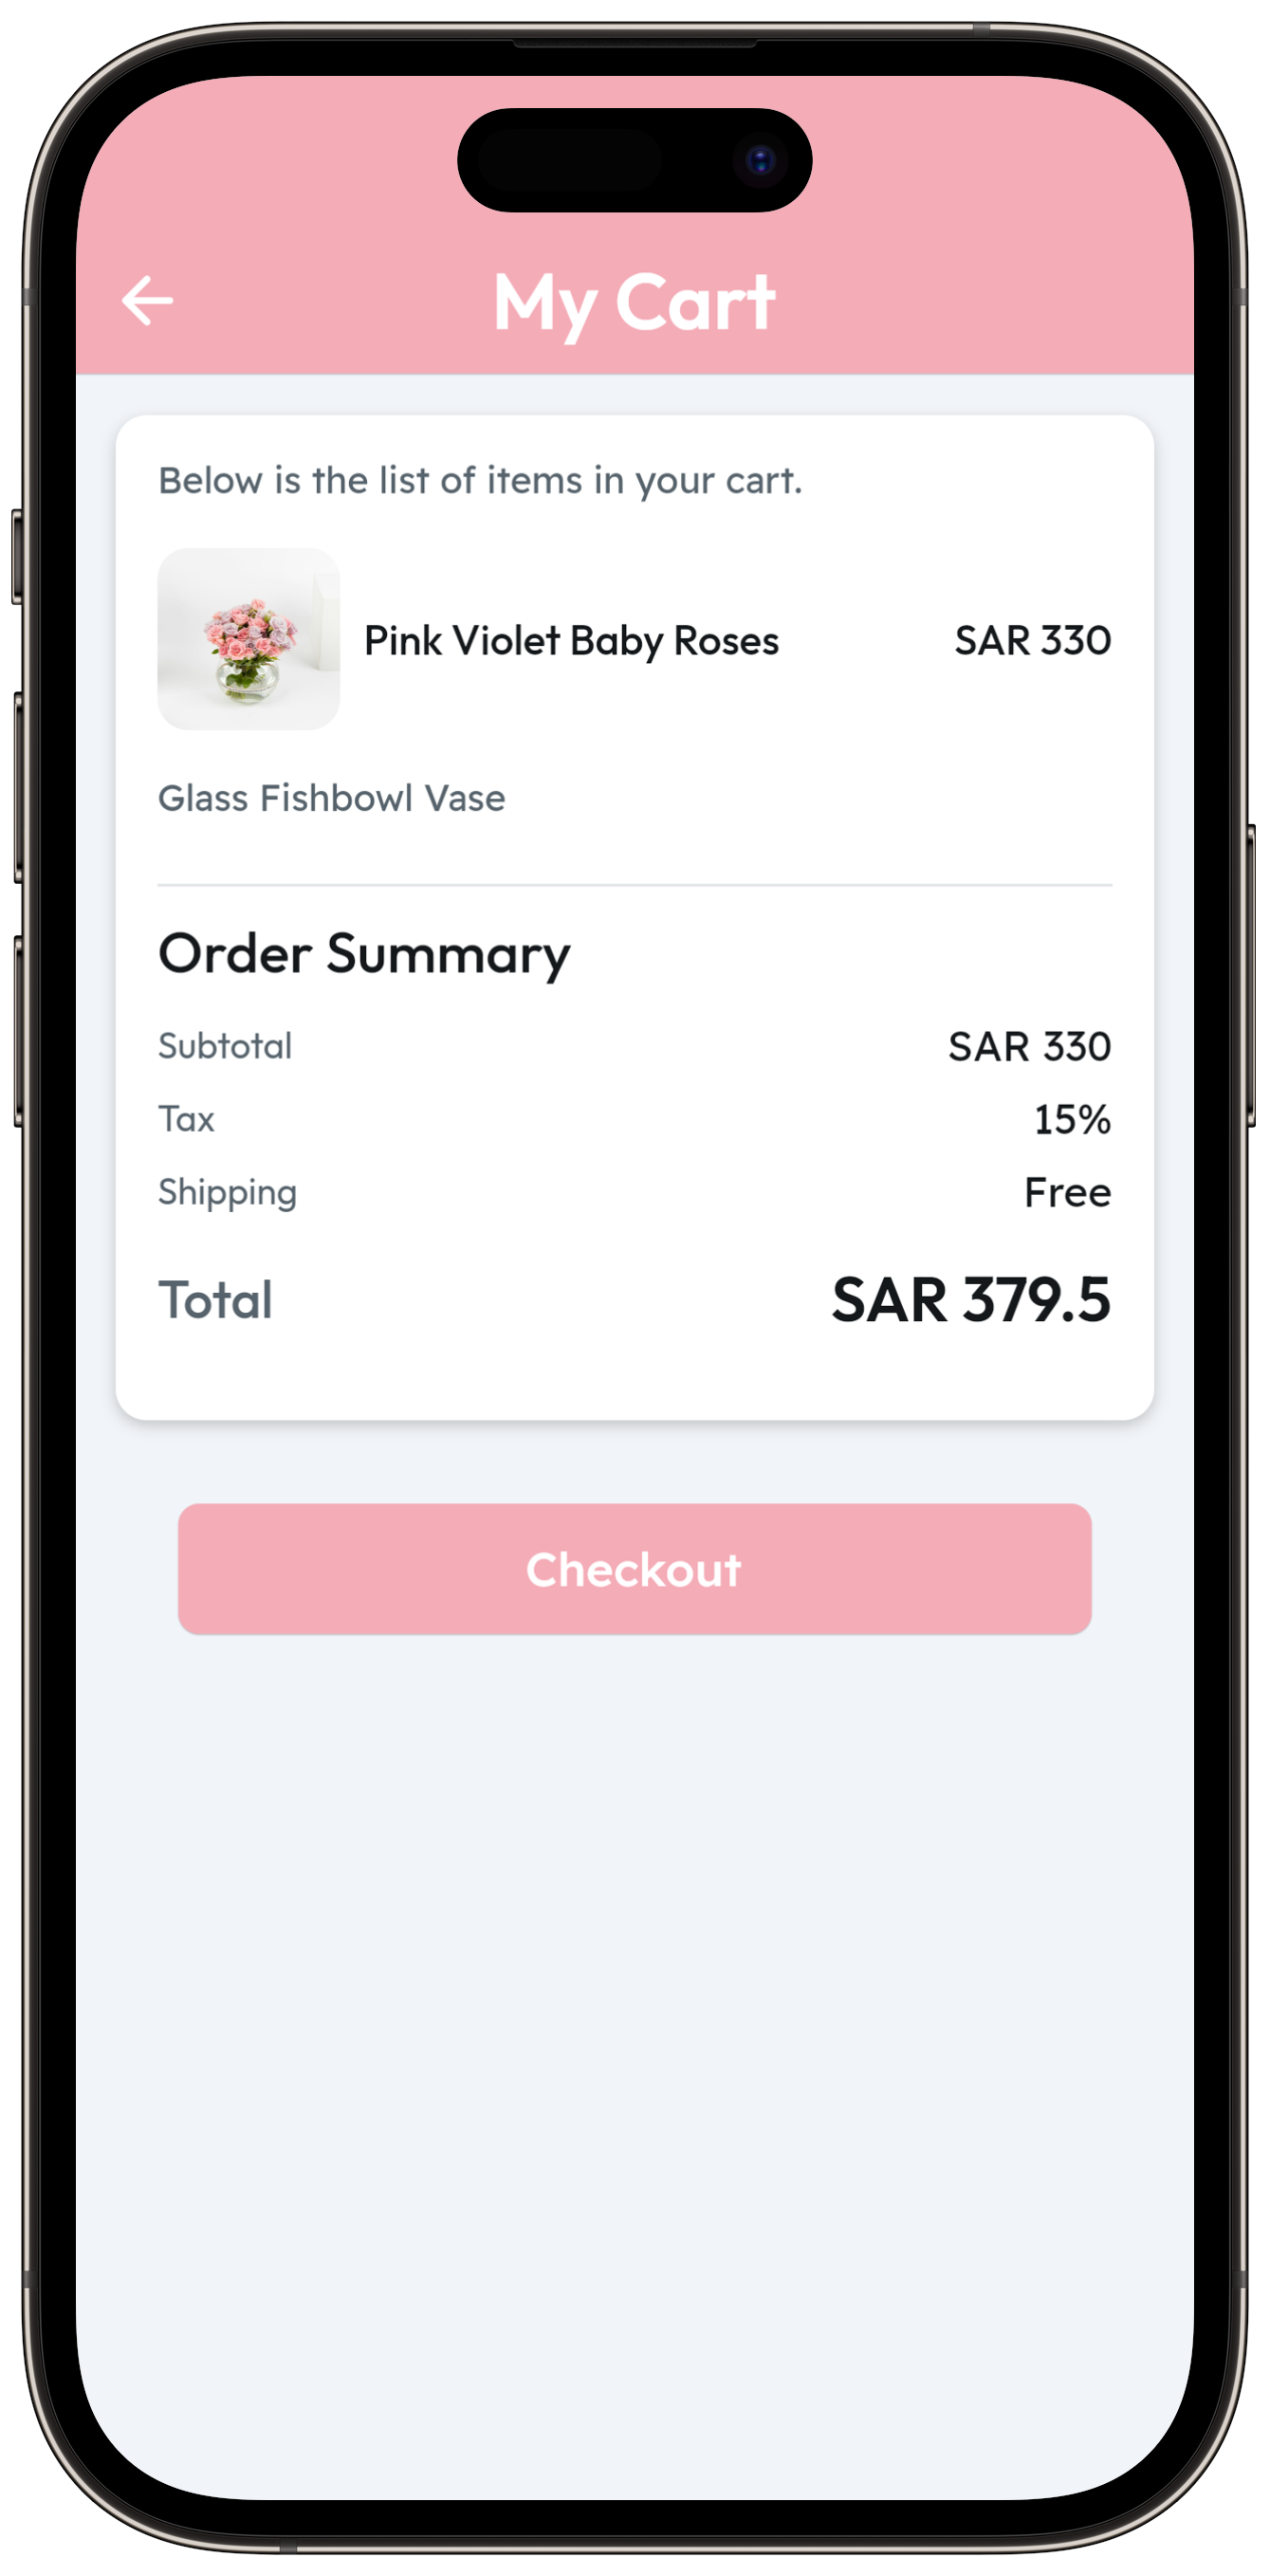 My Cart
Below is the list of items in your cart.
Pink Violet Baby Roses SAR 330
Glass Fishbowl Vase
Order Summary
Subtotal SAR 330
Tax 15%
Shipping Free
Total SAR 379.5
Checkout